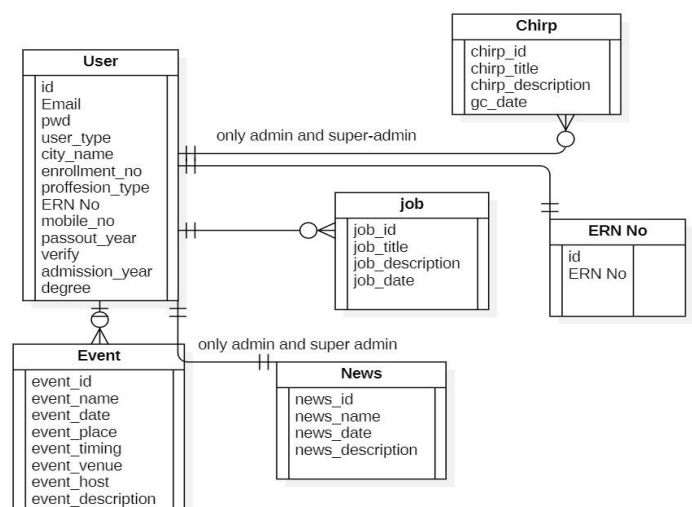 Chirp
chirp_id
chirp_title
chirp_description
gc_date
User
id
Email
pwd
user_type
city_name
enrollment_no
proffesion_type
ERN No
mobile_no
passout_year
verify
admission_year
degree
only admin and super-admin
job
job_id
job_title
job_description
job_date
ERN No
id
ERN No
only admin and super admin
Event
event_id
event_name
event_date
event_place
event_timing
event_venue
event_host
event_description
News
news_id
news_name
news_date
news_description